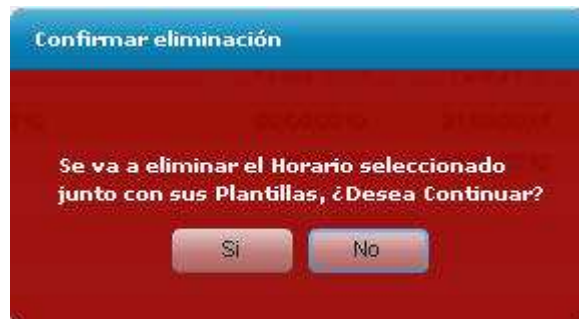 Confirmar eliminación
Se va a eliminar el Horario seleccionado
junto con sus Plantillas, ¿Desea Continuar?
Si No